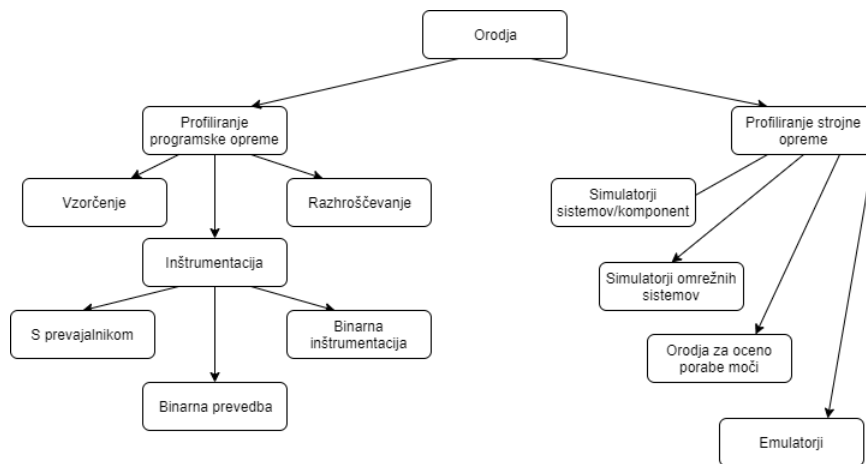 Orodja
Profiliranje
programske opreme
Profiliranje strojne
opreme
Vzorčenje
Razhroščevanje
Simulatorji
sistemov/komponent
Inštrumentacija
Simulatorji omrežnih
sistemov
S prevajalnikom
Binarna
inštrumentacija
Orodja za oceno
porabe moči
Binarna prevedba
Emulatorji